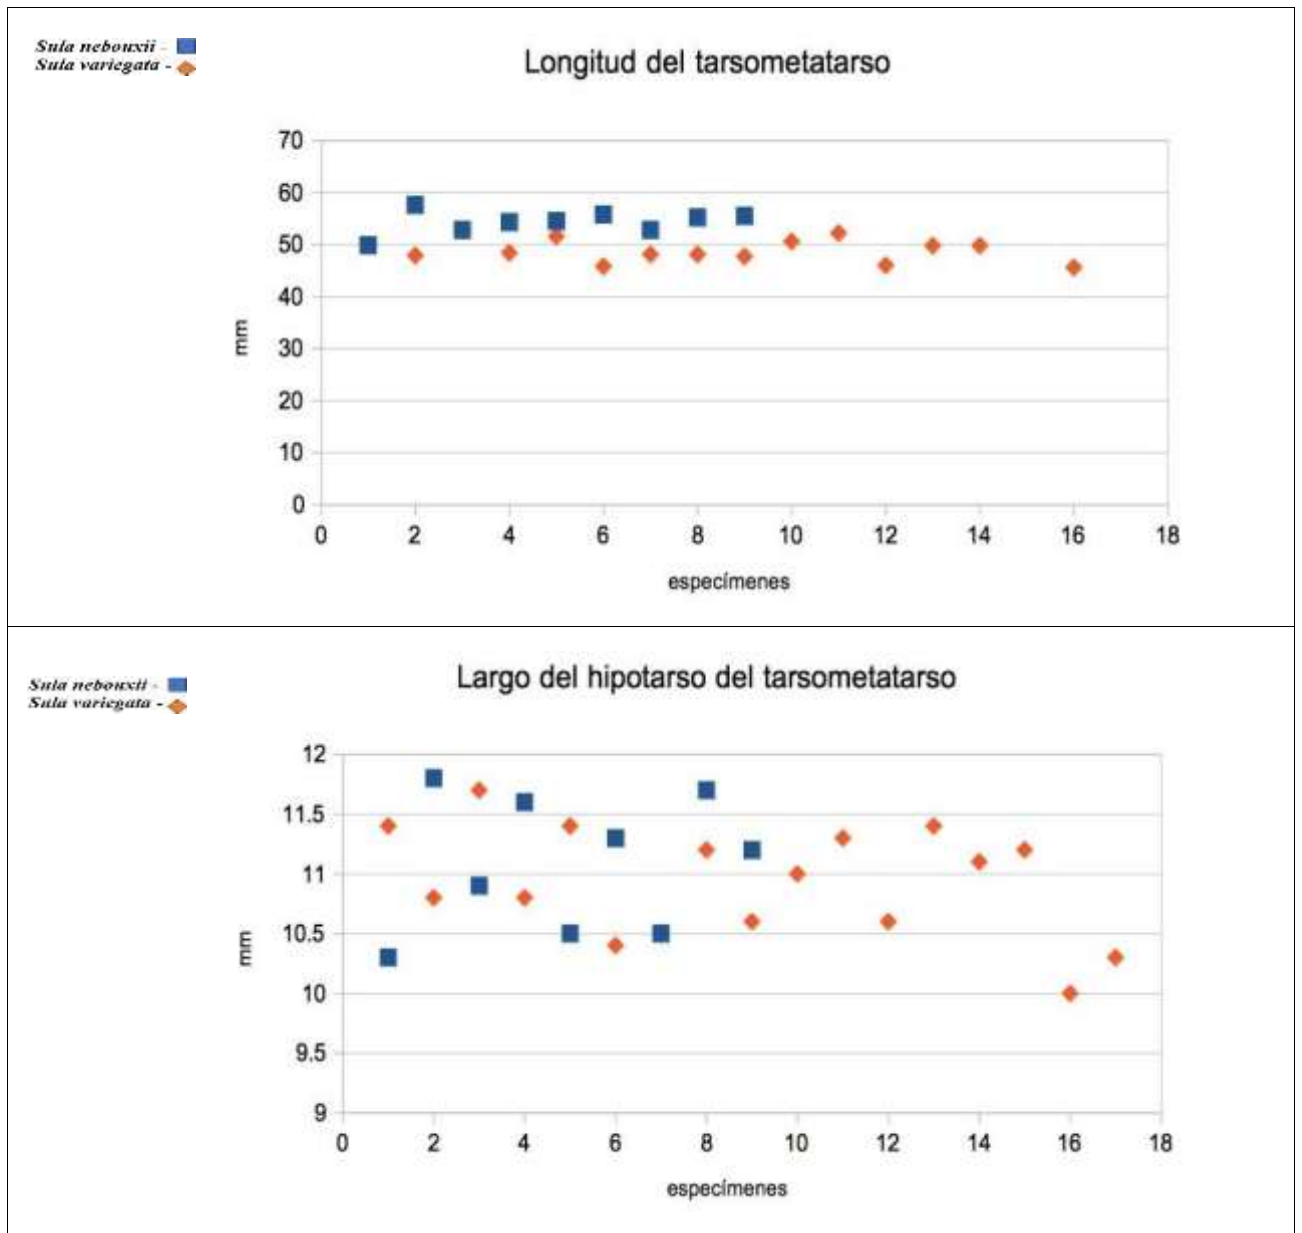 Sula nebouxii -
Sula variegata -
Longitud del tarsometatarso
70
60
50
40
30
20
10
0
mm
0 2 4 6 8 10 12 14 16 18
especímenes
Sula nebouxii -
Sula variegata -
Largo del hipotarso del tarsometatarso
12
11.5
11
10.5
10
9.5
9
mm
0 2 4 6 8 10 12 14 16 18
especímenes